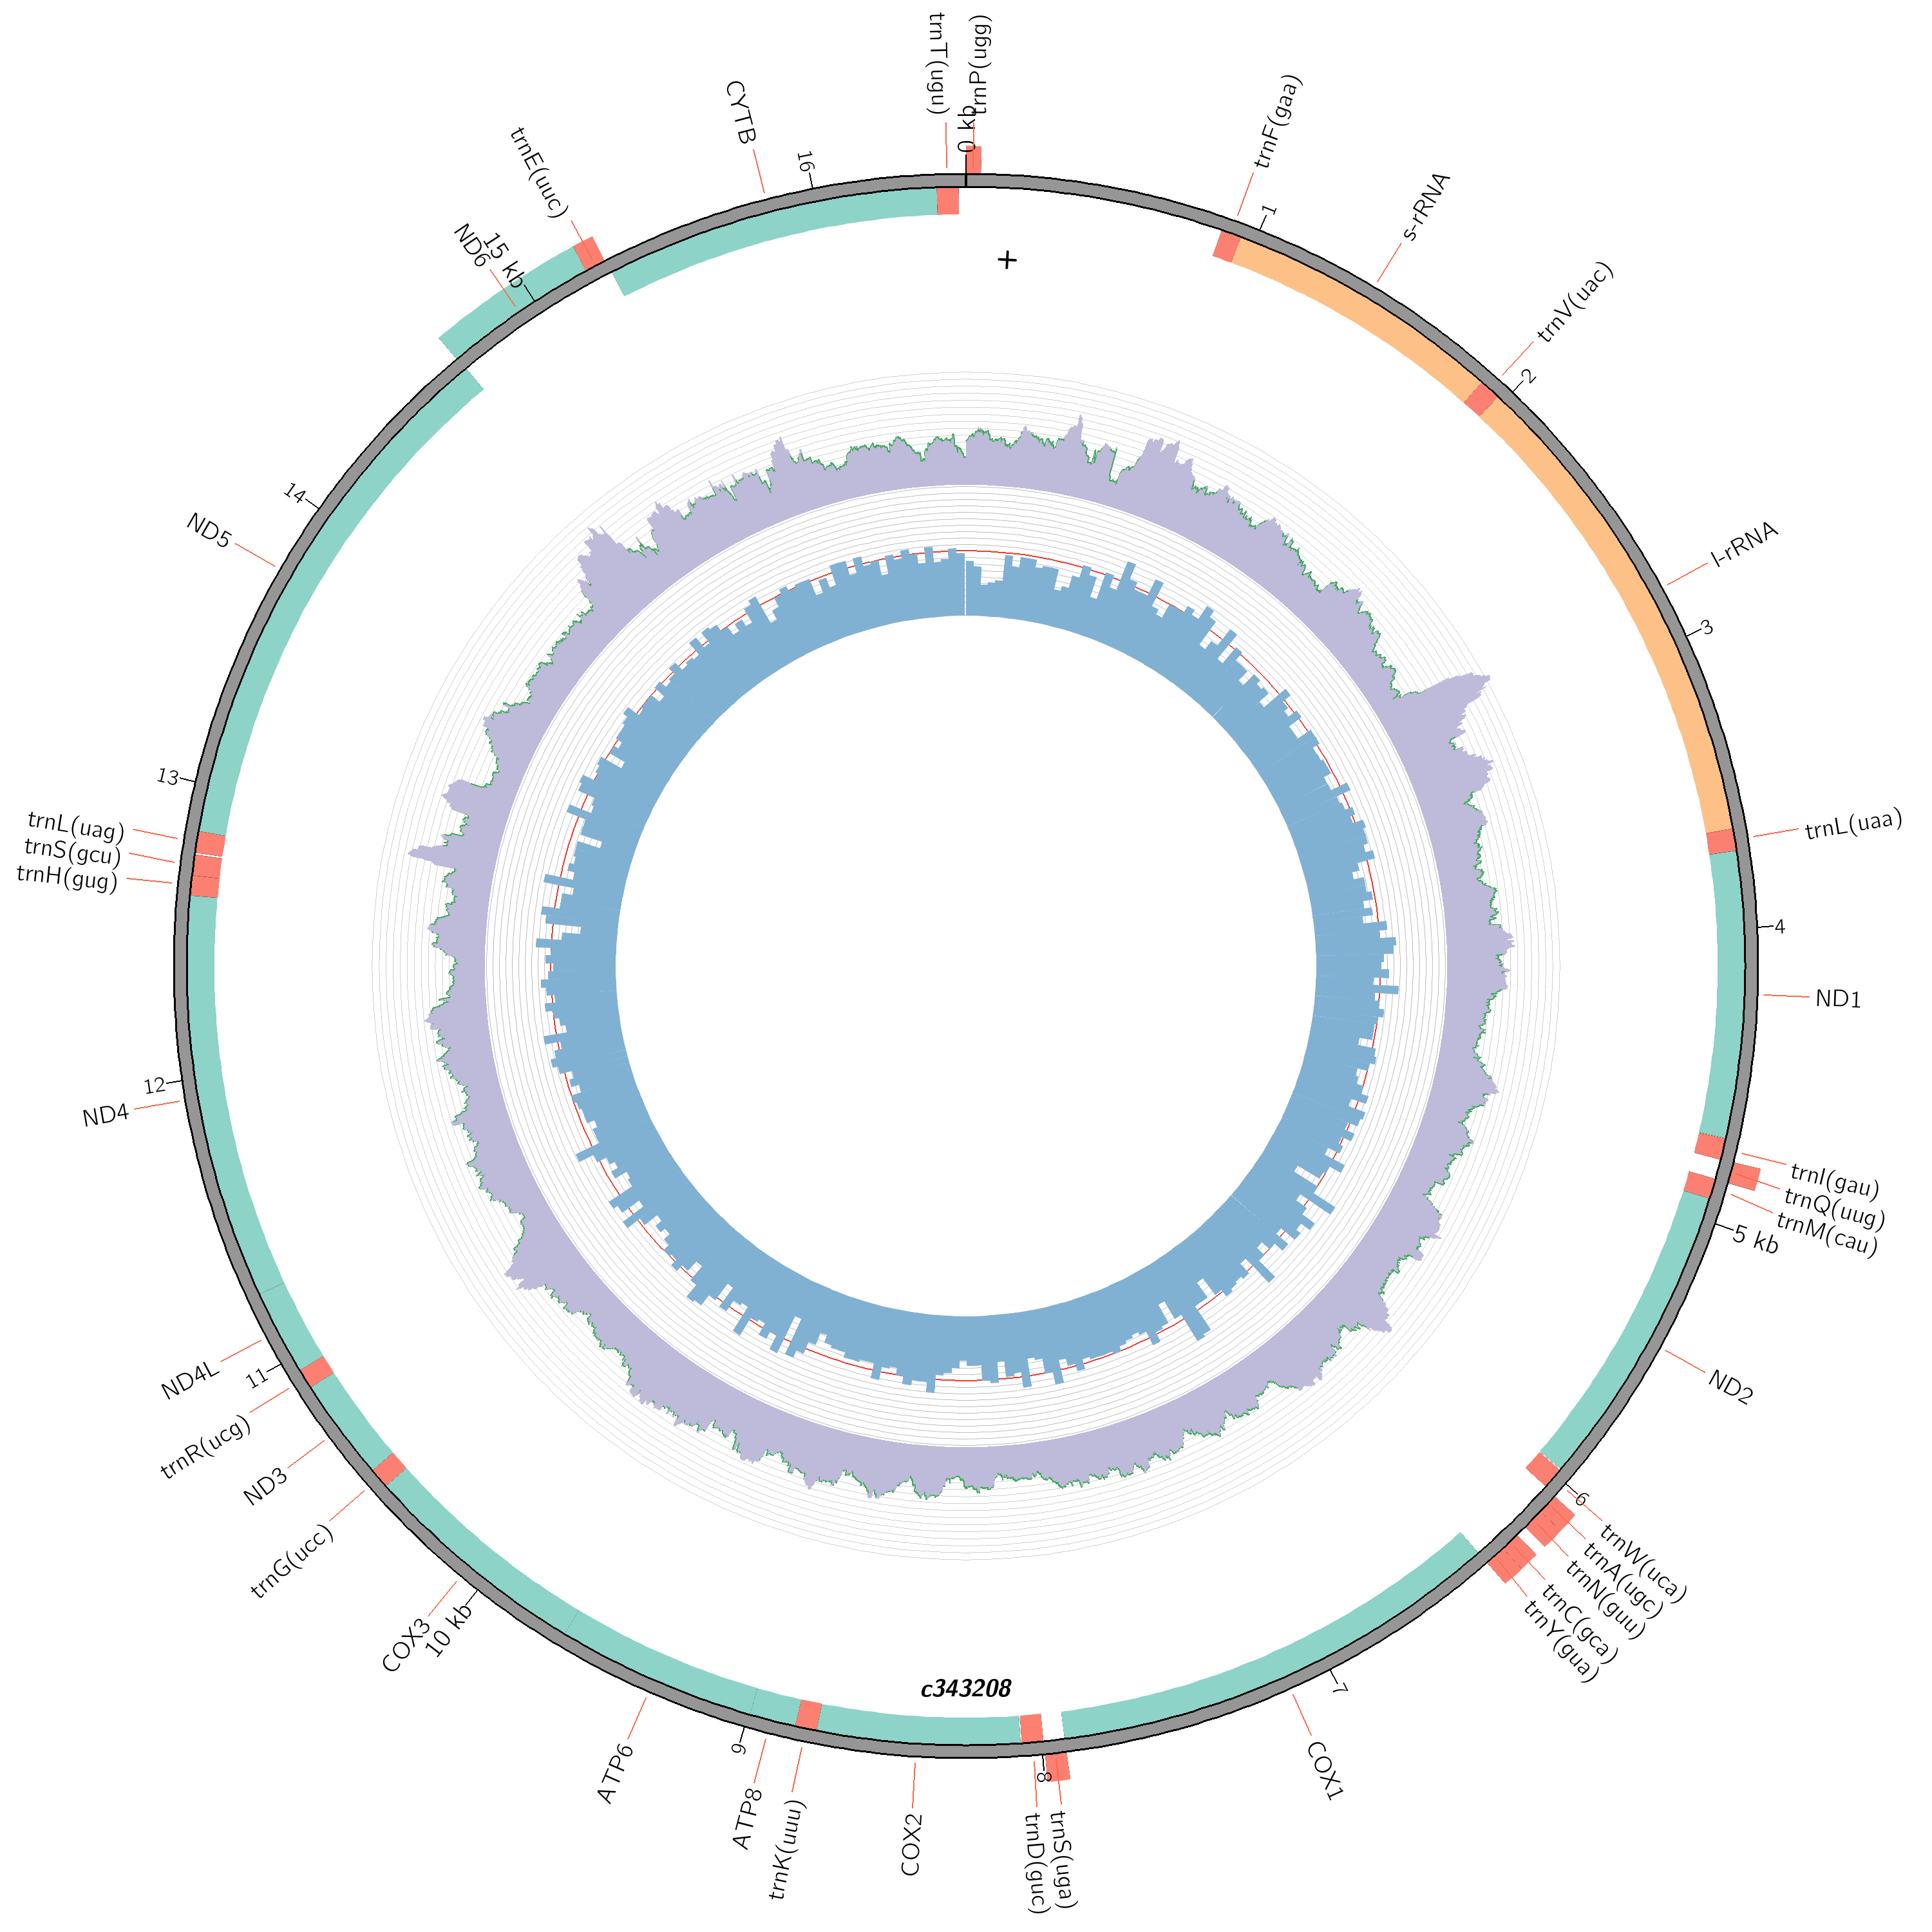 trnT(ugu)
0 kb
trnP(ugg)
trnF(gaa)
1
s-rRNA
trnV(uac)
2
l-rRNA
3
trnL(uaa)
4
ND1
trnI(gau)
trnQ(uug)
trnM(cau)
5 kb
ND2
6
trnW(uca)
trnA(ugc)
trnN(guu)
trnC(gca)
trnY(gua)
7
COX1
8
trnS(uga)
trnD(guc)
c343208
COX2
trnK(uuu)
ATP8
9
ATP6
10 kb
COX3
trnG(ucc)
ND3
trnR(ucg)
11
ND4L
ND4
12
trnH(gug)
trnS(gcu)
trnL(uag)
13
ND5
14
ND6
15 kb
trnE(uuc)
CYTB
16
+